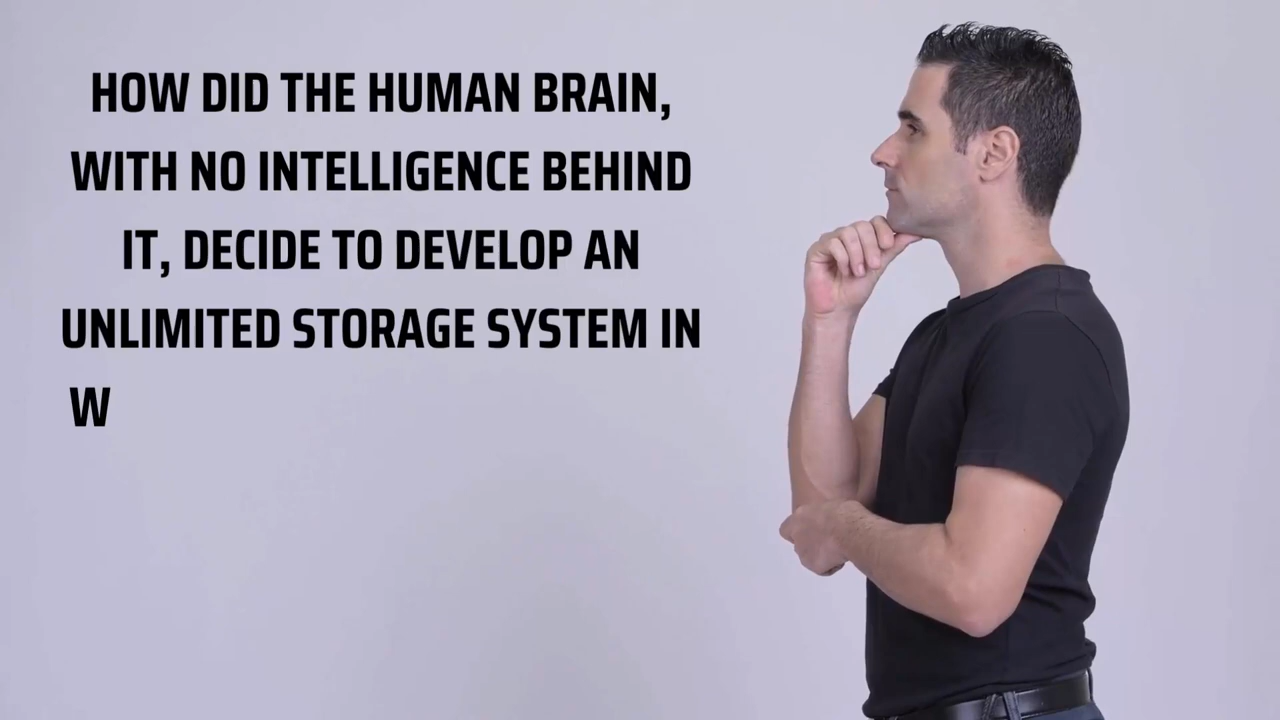 HOW DID THE HUMAN BRAIN,
WITH NO INTELLIGENCE BEHIND
IT, DECIDE TO DEVELOP AN
UNLIMITED STORAGE SYSTEM IN
W